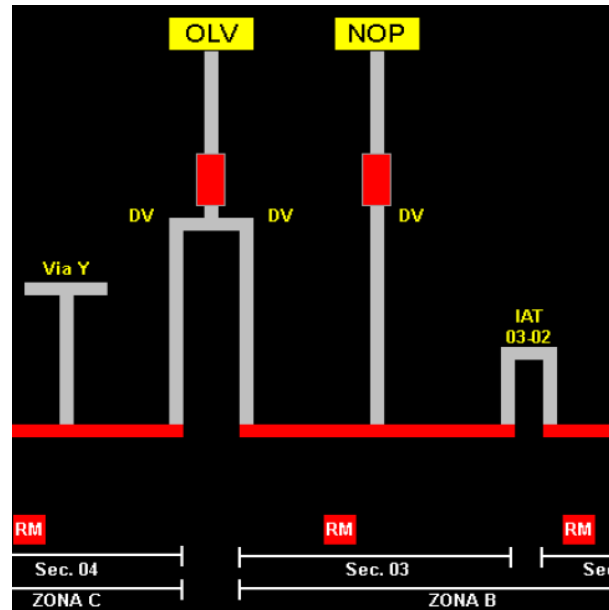 OLV NOP
DV DV DV
Via Y
IAT
03-02
RM RM RM
Sec. 04 Sec. 03
ZONA C ZONA B